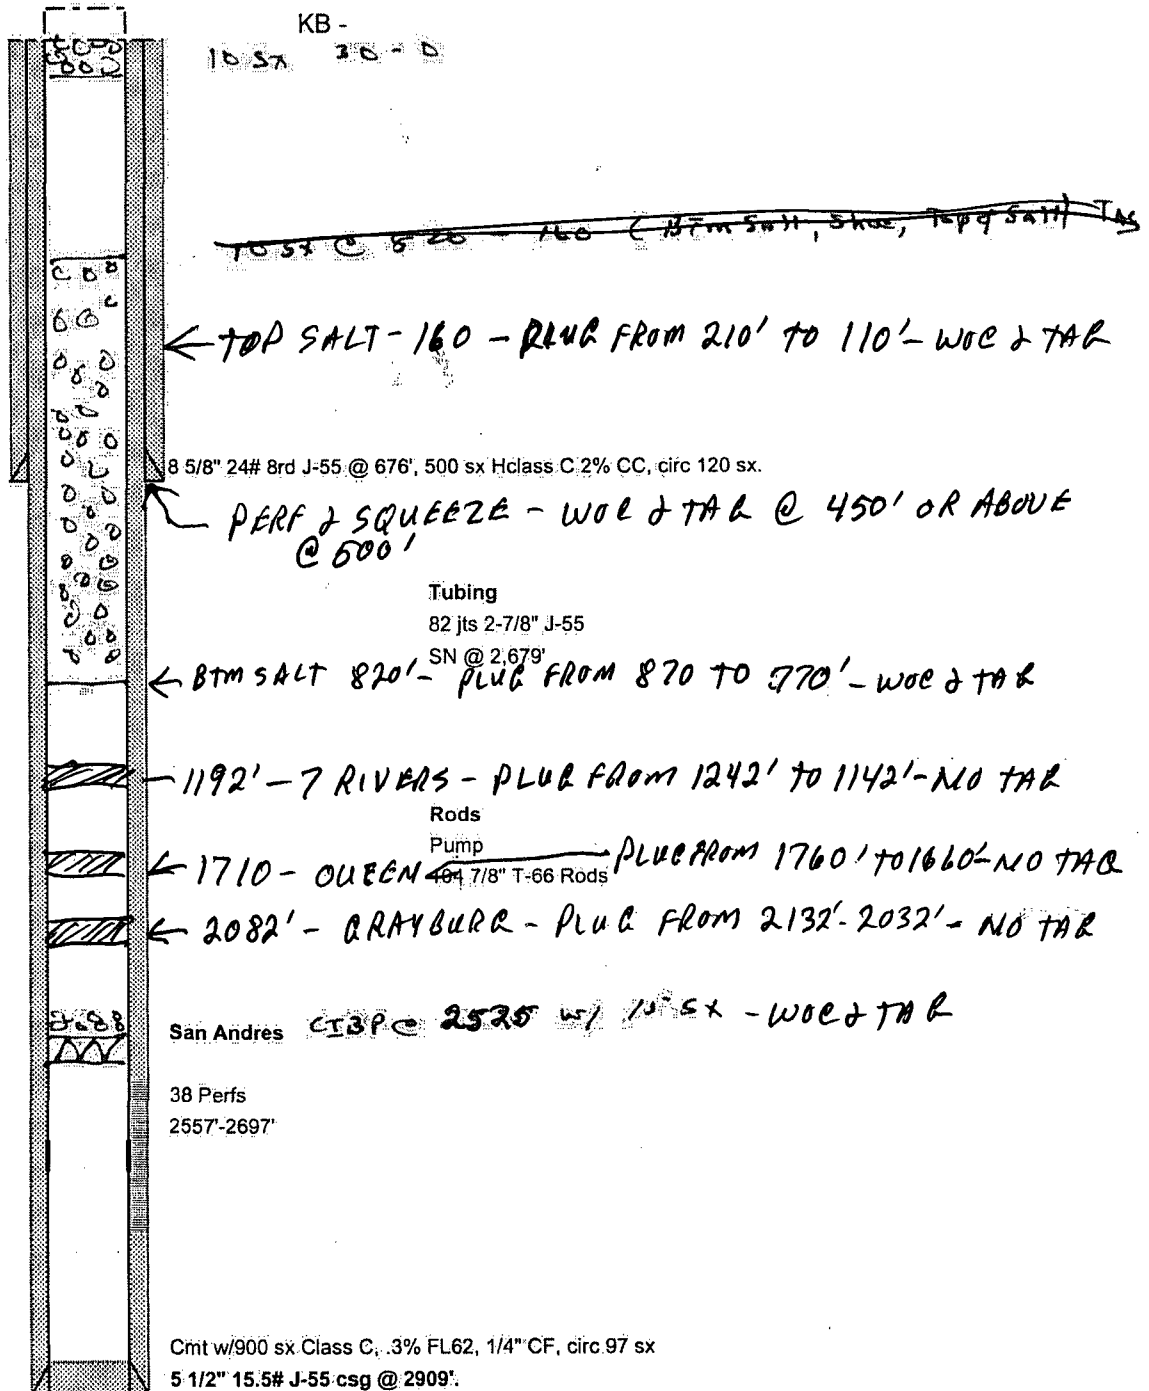 KB -
10 sx 30 - 0
10 sx @ 820 - 160 ( Btm Salt, Shoe, Top of Salt) Tag
← TOP SALT - 160 - PLUG FROM 210' TO 110' - WOC & TAG
8 5/8" 24# 8rd J-55 @ 676', 500 sx Hclass C 2% CC, circ 120 sx.
PERF & SQUEEZE - WOC & TAG @ 450' OR ABOVE
@ 500'
Tubing
82 jts 2-7/8" J-55
SN @ 2,679'
← BTM SALT 820' - PLUG FROM 870 TO 770' - WOC & TAG
- 1192' - 7 RIVERS - PLUG FROM 1242' TO 1142' - NO TAG
Rods
Pump
← 1710 - QUEEN ← PLUG FROM 1760' TO 1660' - NO TAG
104 7/8" T-66 Rods
← 2082' - GRAYBURG - PLUG FROM 2132' - 2032' - NO TAG
San Andres CIBP @ 2525 w/ sx - WOC & TAG
38 Perfs
2557'-2697'
Cmt w/900 sx Class C, .3% FL62, 1/4" CF, circ 97 sx
5 1/2" 15.5# J-55 csg @ 2909'.